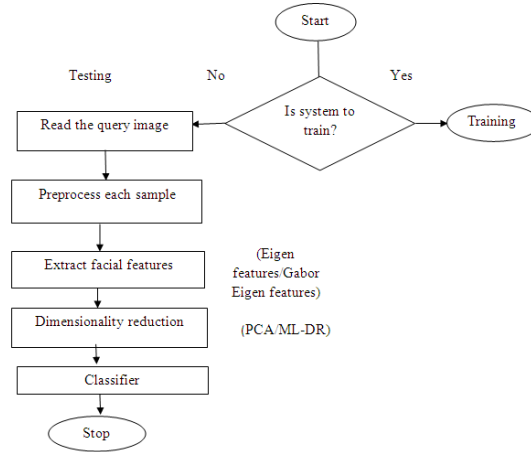 Start
Testing
No
Yes
Is system to
train?
Read the query image
Training
Preprocess each sample
Extract facial features
(Eigen
features/Gabor
Eigen features)
Dimensionality reduction
(PCA/ML-DR)
Classifier
Stop